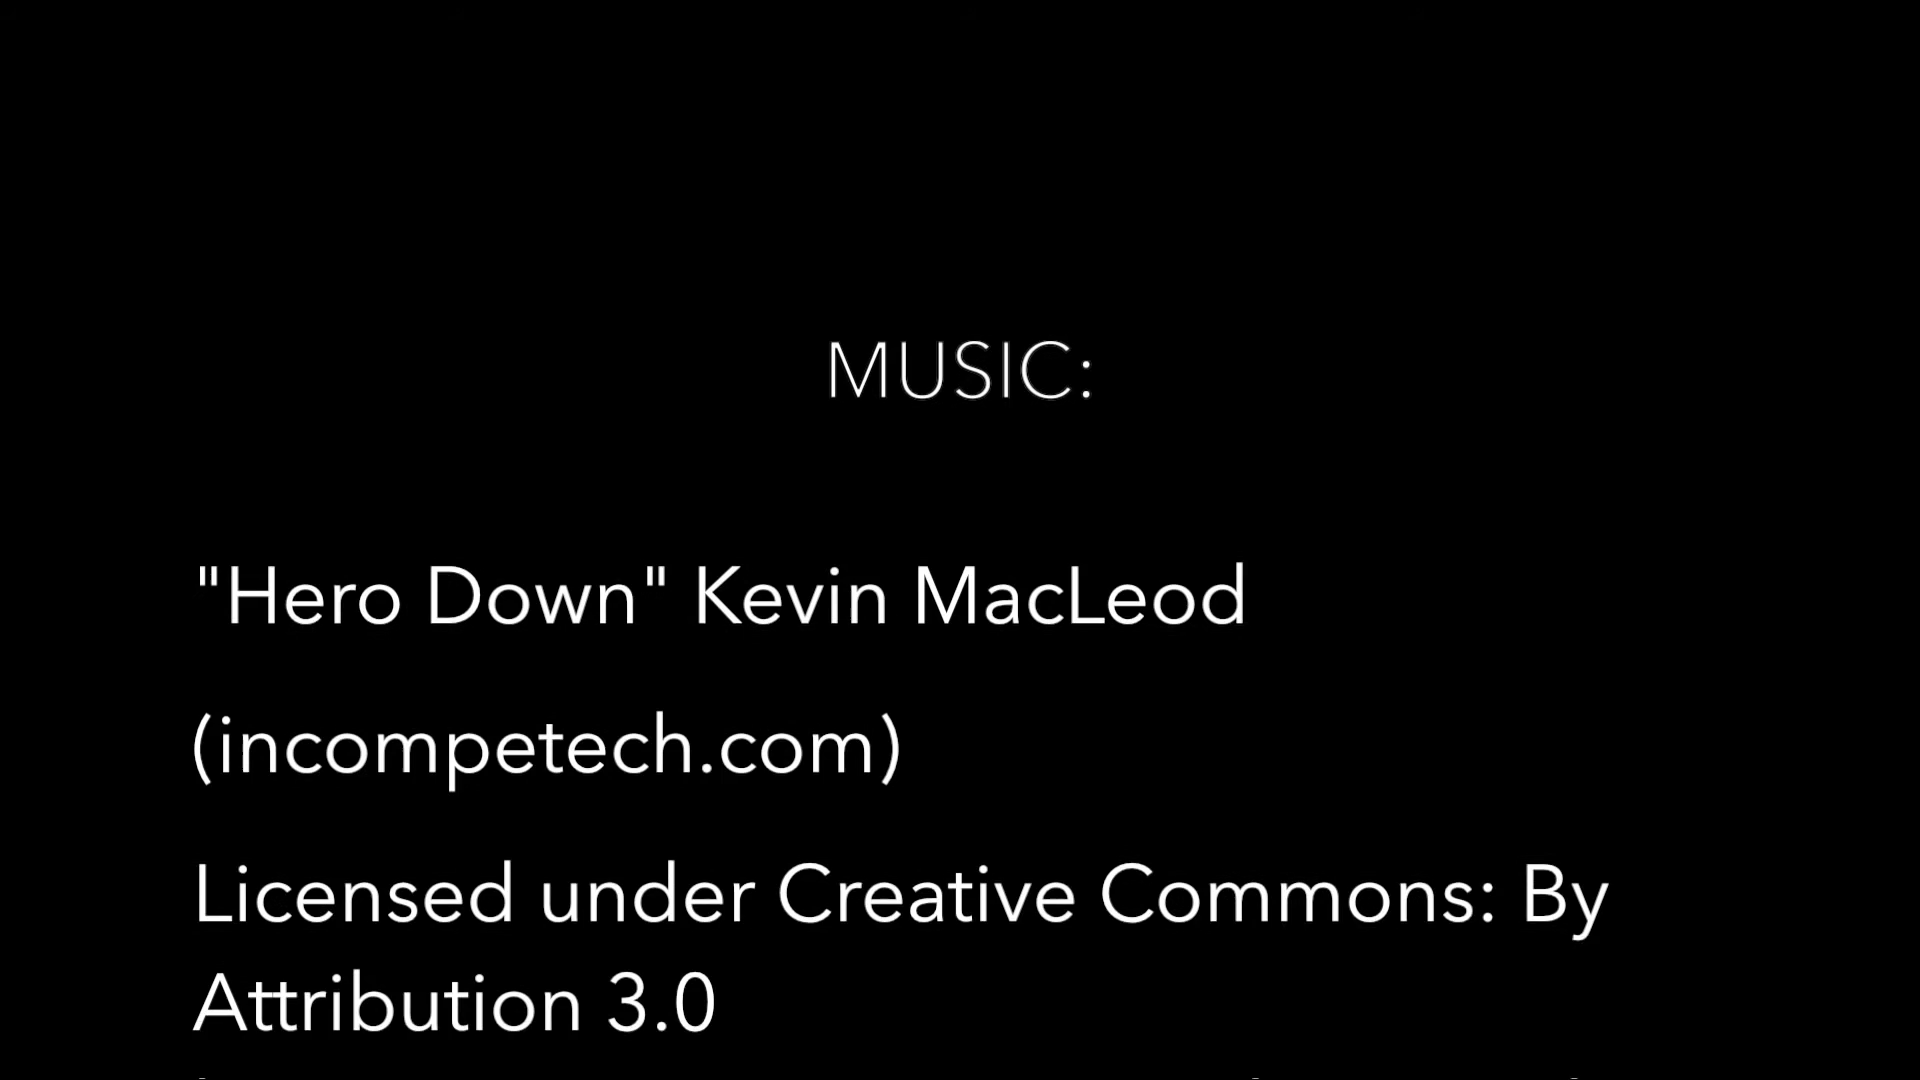 MUSIC:
"Hero Down" Kevin MacLeod
(incompetech.com)
Licensed under Creative Commons: By
Attribution 3.0